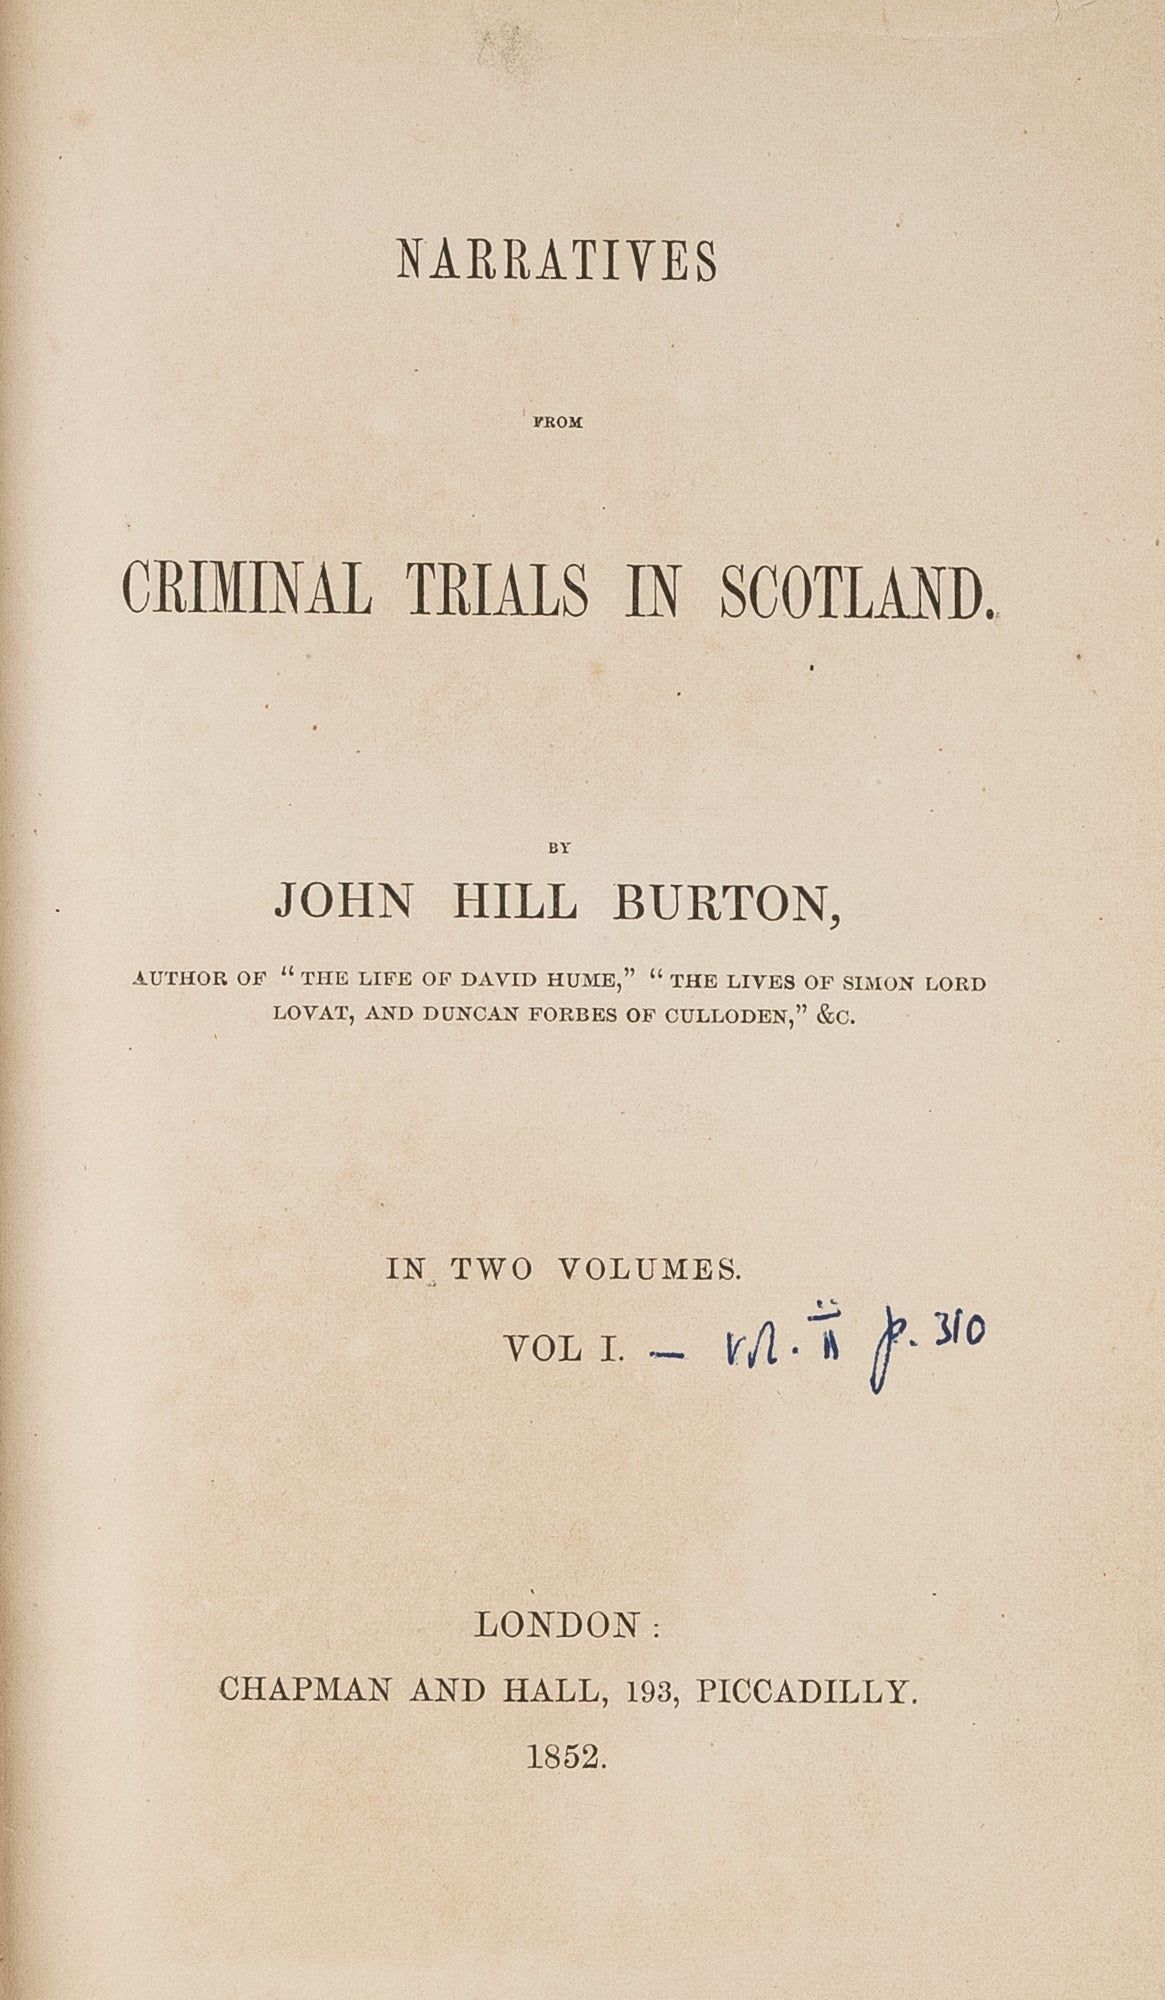 NARRATIVES
FROM
CRIMINAL TRIALS IN SCOTLAND.
BY
JOHN HILL BURTON,
AUTHOR OF “THE LIFE OF DAVID HUME,” “THE LIVES OF SIMON LORD
LOVAT, AND DUNCAN FORBES OF CULLODEN,” &C.
IN TWO VOLUMES.
VOL I. — vol. ii p. 310
LONDON:
CHAPMAN AND HALL, 193, PICCADILLY.
1852.